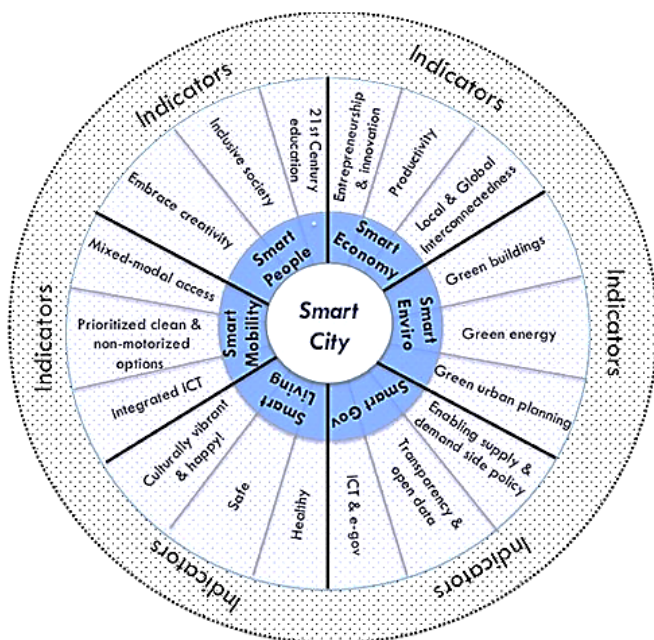 Smart
City
Smart
Economy
Entrepreneurship
& innovation
Productivity
Local & Global
Interconnectedness
Indicators
Smart
Enviro
Green buildings
Green energy
Green urban planning
Indicators
Smart Gov
Enabling supply &
demand side policy
Transparency &
open data
ICT & e-gov
Indicators
Smart
Living
Healthy
Safe
Culturally vibrant
& happy!
Indicators
Smart
Mobility
Integrated ICT
Prioritized clean &
non-motorized
options
Mixed-modal access
Indicators
Smart
People
Embrace creativity
Inclusive society
21st Century
education
Indicators